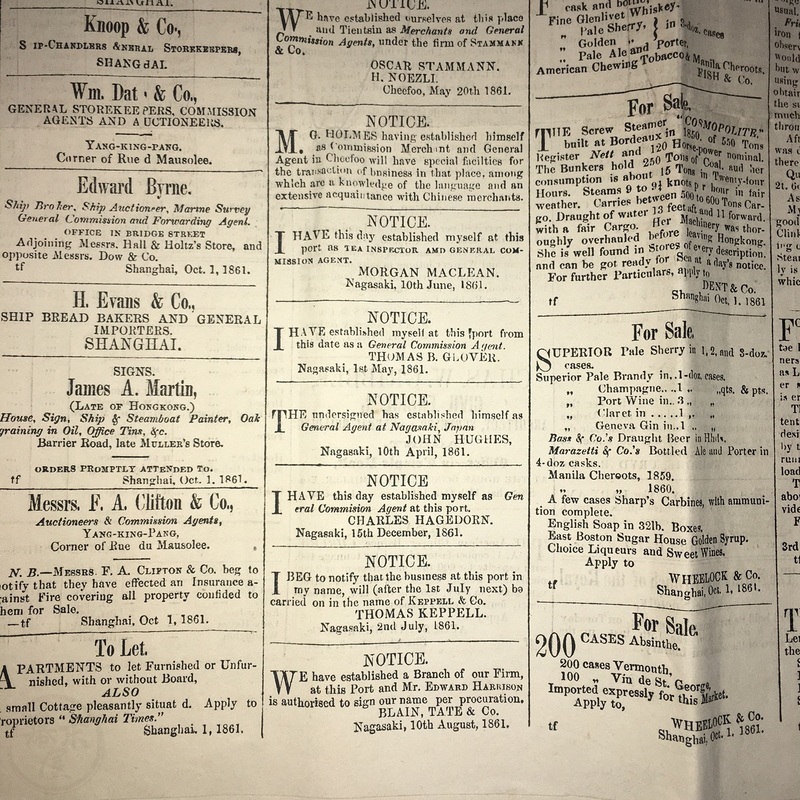 SHANGHAI.
Knoop & Co.,
S IP-CHANDLERS &NERAL STOREKEEPERS,
SHANG AI.
Wm. Dat & Co.,
GENERAL STOREKEE PERS, COMMISSION
AGENTS AND A UCTIONEERS.
YANG-KING-PANG,
Corner of Rue d Mausolee.
Edward Byrne.
Ship Broker, Ship Auctioneer, Marine Survey
General Commission and Forwarding Agent.
OFFICE IN BRIDGE STREET
Adjoining Messrs. Hall & Holtz's Store, and
opposite Messrs. Dow & Co.
tf Shanghai, Oct. 1, 1861.
H. Evans & Co.,
SHIP BREAD BAKERS AND GENERAL
IMPORTERS.
SHANGHAI.
SIGNS.
James A. Martin,
(LATE OF HONGKONG.)
House, Sign, Ship & Steamboat Painter, Oak
graining in Oil, Office Tins, &c.
Barrier Road, late MULLER'S Store.
ORDERS PROMPTLY ATTENDED TO.
tf Shanghai, Oct. 1. 1861.
Messrs. F. A. Clifton & Co.,
Auctioneers & Commission Agents,
YANG-KING-PANG,
Corner of Rue du Mausolee.
N. B.—MESSRS. F. A. CLIFTON & Co. beg to
notify that they have effected an Insurance a-
gainst Fire covering all property confided to
hem for Sale.
—tf Shanghai, Oct 1, 1861.
To Let.
APARTMENTS to let Furnished or Unfur-
nished, with or without Board,
ALSO
small Cottage pleasantly situat d. Apply to
roprietors "Shanghai Times."
tf Shanghai. 1, 1861.
NOTICE.
WE have established ourselves at this place
and Tientsin as Merchants and General
Commission Agents, under the firm of STAMMANN
& Co.
OSCAR STAMMANN.
H. NOEZLI.
Cheefoo, May 20th 1861.
NOTICE.
M. G. HOLMES having established himself
as Commission Merchant and General
Agent in Cheefoo will have special facilties for
the transaction of business in that place, among
which are a knowledge of the language and an
extensive acquaintance with Chinese merchants.
NOTICE.
I HAVE this day established myself at this
port as TEA INSPECTOR AND GENERAL COM-
MISSION AGENT.
MORGAN MACLEAN.
Nagasaki, 10th June, 1861.
NOTICE.
I HAVE established myself at this port from
this date as a General Commission Agent.
THOMAS B. GLOVER.
Nagasaki, 1st May, 1861.
NOTICE.
THE undersigned has established himself as
General Agent at Nagasaki, Japan
JOHN HUGHES,
Nagasaki, 10th April, 1861.
NOTICE
I HAVE this day established myself as Gen
eral Commision Agent at this port.
CHARLES HAGEDORN.
Nagasaki, 15th December, 1861.
NOTICE.
I BEG to notify that the business at this port in
my name, will (after the 1st July next) be
carried on in the name of KEPPELL & Co.
THOMAS KEPPELL.
Nagasaki, 2nd July, 1861.
NOTICE.
WE have established a Branch of our Firm,
at this Port and Mr. EDWARD HARRISON
is authorised to sign our name per procuration.
BLAIN, TATE & Co.
Nagasaki, 10th August, 1861.
cask and bottle,
Fine Glenlivet Whiskey-
„ Pale Sherry, } in 3-doz. cases
Golden „
„ Pale Ale and Porter,
American Chewing Tobacco & Manila Cheroots.
FISH & Co.
For Sale.
THE Screw Steamer "COSMOPOLITE,"
built at Bordeaux in 1850, of 550 Tons
Register Nett and 120 Horse-power nominal.
The Bunkers hold 250 Tons of Coal, and her
consumption is about 15 Tons in Twenty-four
Hours. Steams 9 to 9½ knots p r hour in fair
weather. Carries between 500 to 600 Tons Car-
go. Draught of water 13 feet aft and 11 forward.
with a fair Cargo. Her Machinery was thor-
oughly overhauled before leaving Hongkong.
She is well found in Stores of every description.
and can be got ready for Sea at a day's notice.
For further Particulars, apply to
DENT & Co.
tf Shanghai Oct. 1. 1861
For Sale.
SUPERIOR Pale Sherry in 1, 2, and 3-doz.
cases.
Superior Pale Brandy in..1-doz. cases.
„ Champagne....1 „ „qts. & pts.
„ Port Wine in..3 „ „
„ Claret in .....1 „ „
„ Geneva Gin in..1 „ „
Bass & Co.'s Draught Beer in Hhds.
Marazetti & Co.'s Bottled Ale and Porter in
4-doz casks.
Manila Cheroots, 1859.
„ „ 1860.
A few cases Sharp's Carbines, with ammuni-
tion complete.
English Soap in 32lb. Boxes.
East Boston Sugar House Golden Syrup.
Choice Liqueurs and Sweet Wines.
Apply to
WHEELOCK & Co.
tf Shanghai, Oct. 1, 1861.
For Sale.
200 CASES Absinthe.
200 cases Vermouth,
100 „ Vin de St. George,
Imported expressly for this Market.
Apply to,
WHEELOCK & Co.
tf Shanghai, Oct. 1. 1861.